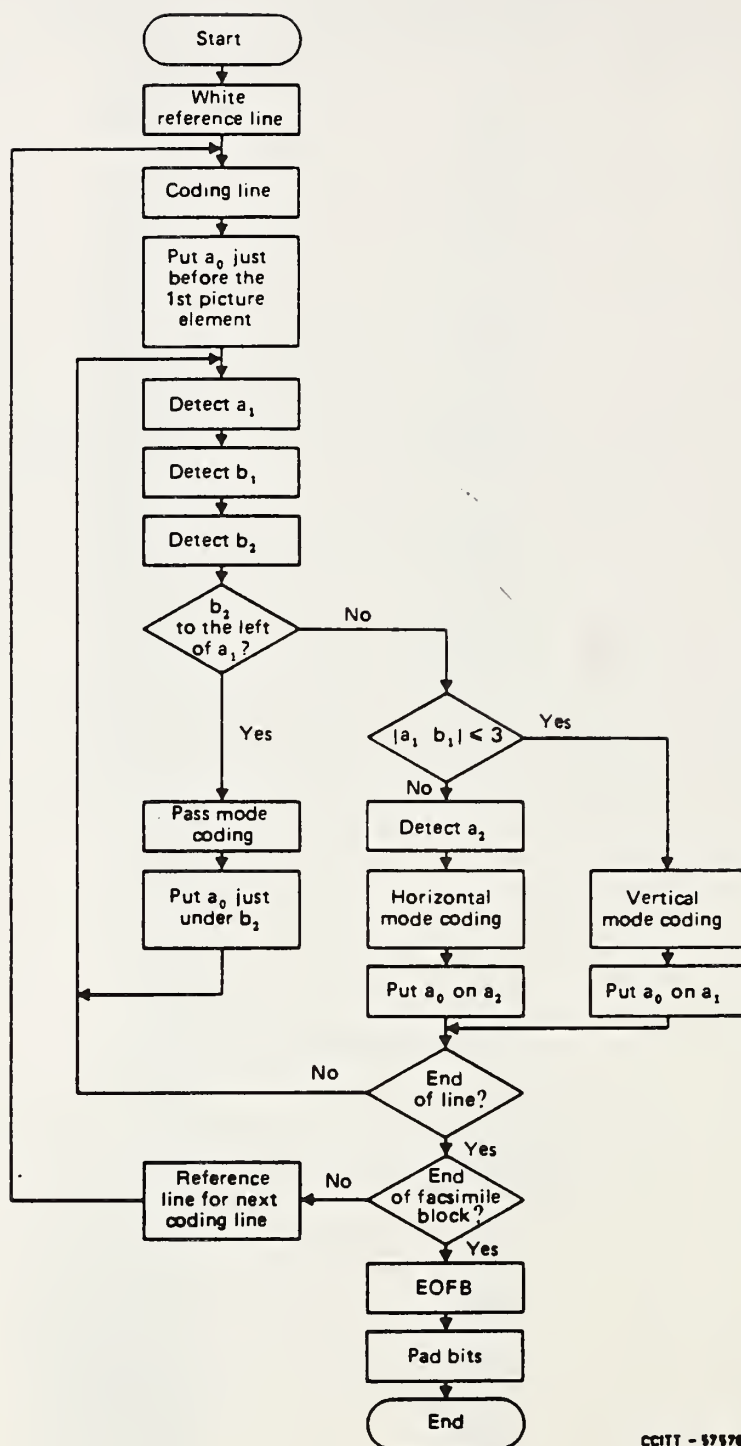 Start
White
reference line
Coding line
Put a₀ just
before the
1st picture
element
Detect a₁
Detect b₁
Detect b₂
b₂
to the left
of a₁?
No
Yes
|a₁ b₁| ≤ 3
Yes
No
Pass mode
coding
Put a₀ just
under b₂
Detect a₂
Horizontal
mode coding
Put a₀ on a₂
Vertical
mode coding
Put a₀ on a₁
End
of line?
No
Yes
End
of facsimile
block?
No
Reference
line for next
coding line
Yes
EOFB
Pad bits
End
CCITT - 57570